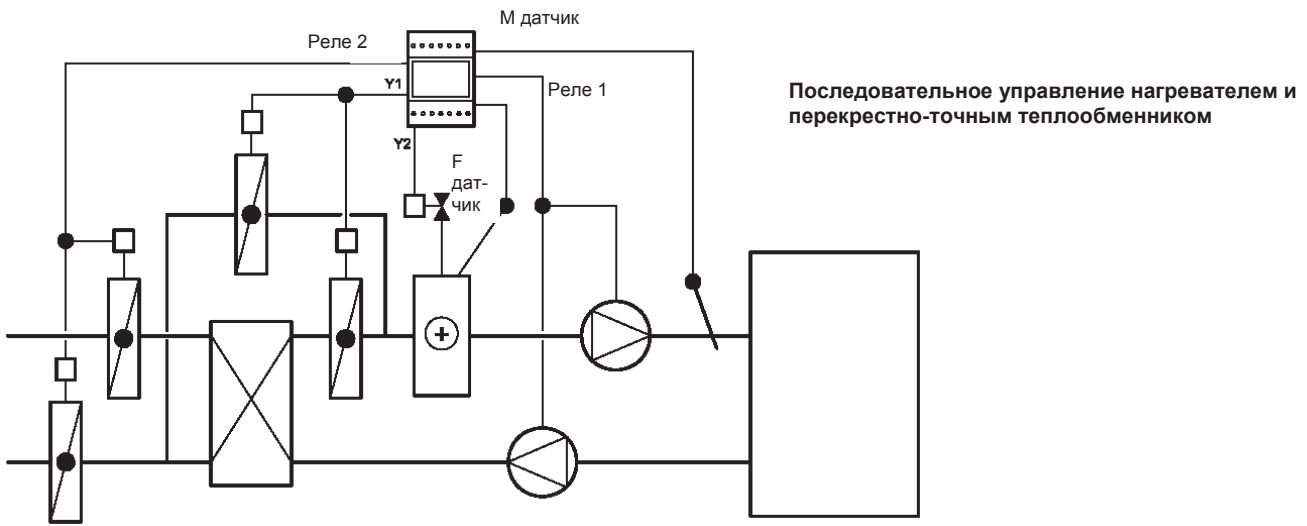 М датчик
Реле 2
Y1
Реле 1
Y2
F
дат-
чик
Последовательное управление нагревателем и
перекрестно-точным теплообменником
+